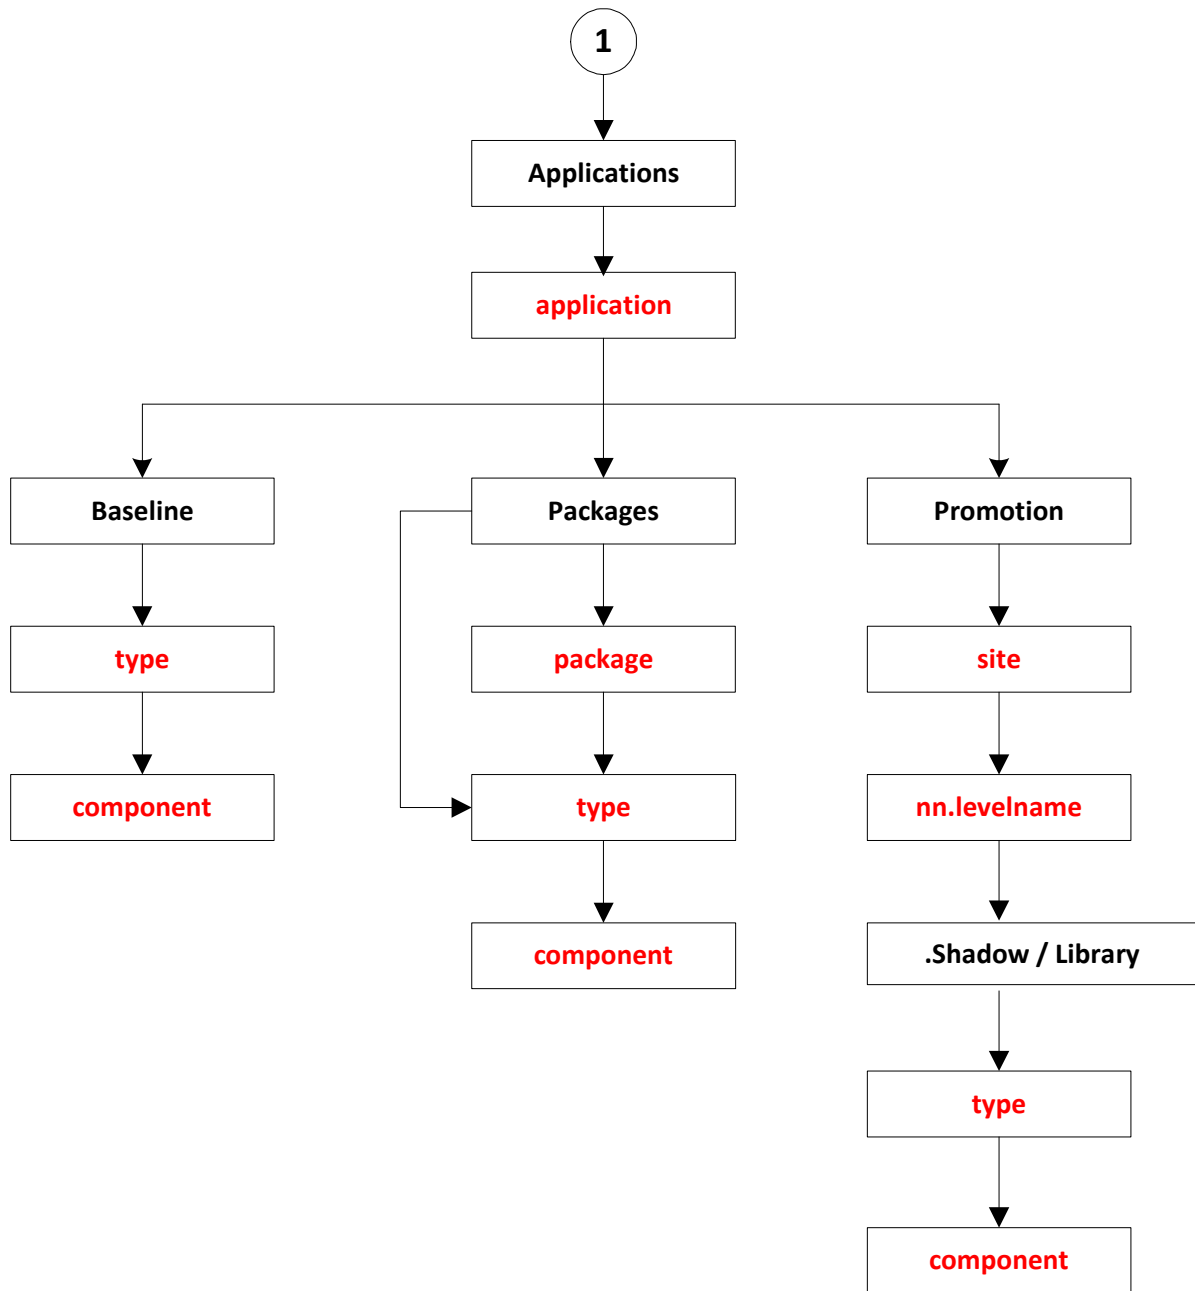 1
Applications
application
Baseline
Packages
Promotion
type
package
site
component
type
nn.levelname
component
.Shadow / Library
type
component